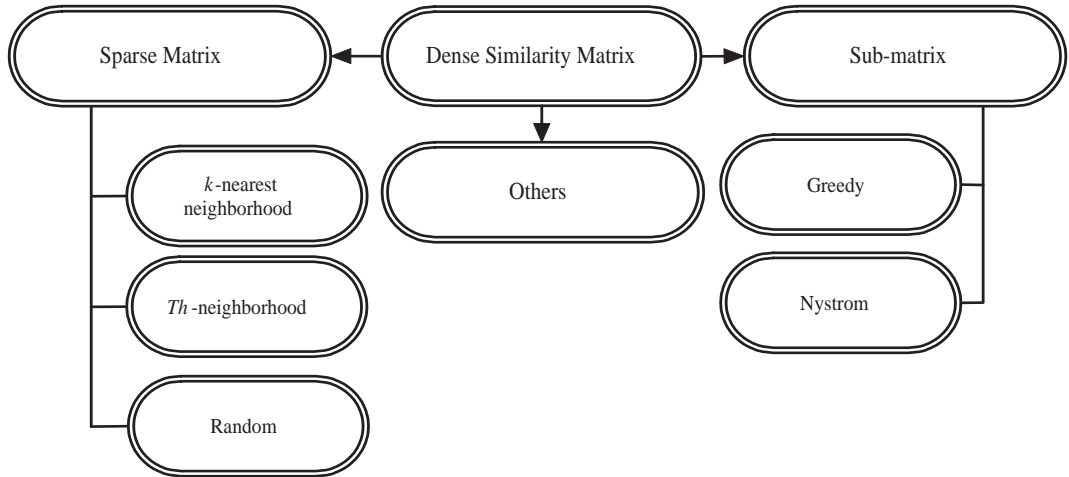 Sparse Matrix
Dense Similarity Matrix
Sub-matrix
k-nearest
neighborhood
Others
Greedy
Th-neighborhood
Nystrom
Random